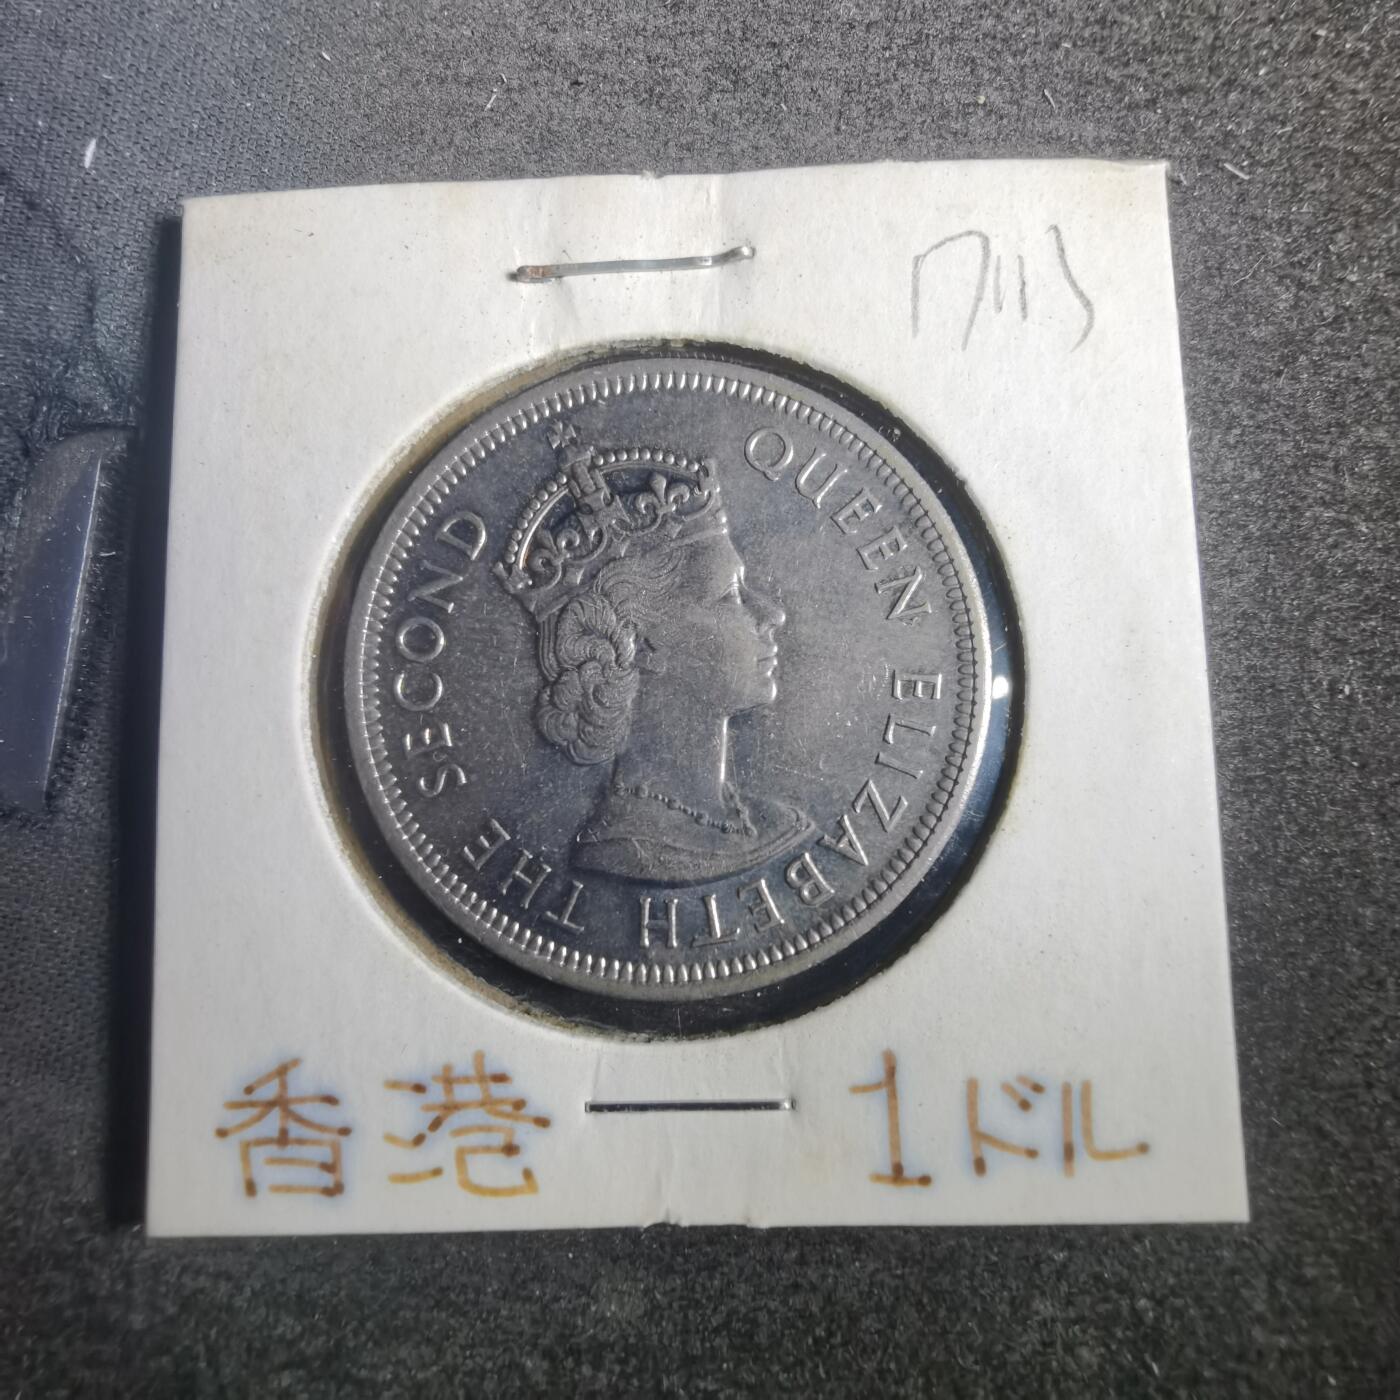 QUEEN ELIZABETH THE SECOND
香港 1ドル